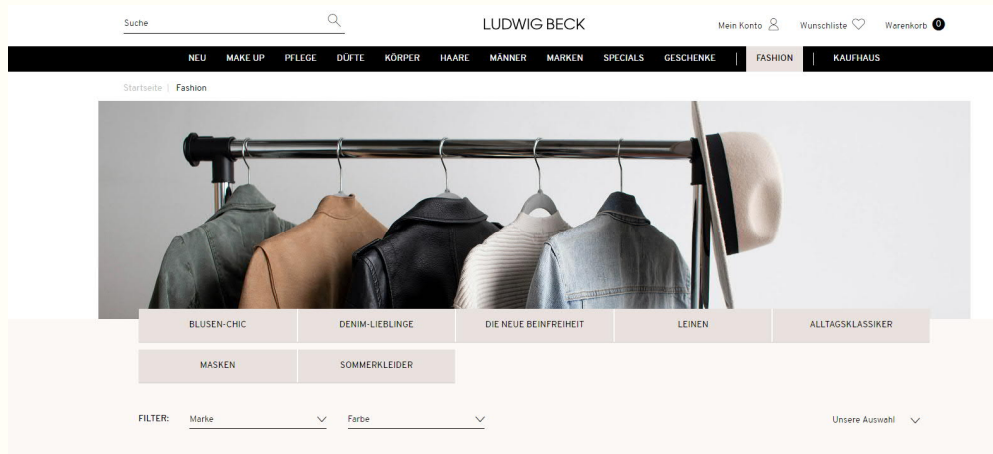 Suche
LUDWIG BECK
Mein Konto
Wunschliste
Warenkorb 0
NEU MAKE UP PFLEGE DÜFTE KÖRPER HAARE MÄNNER MARKEN SPECIALS GESCHENKE | FASHION | KAUFHAUS
Startseite | Fashion
BLUSEN-CHIC DENIM-LIEBLINGE DIE NEUE BEINFREIHEIT LEINEN ALLTAGSKLASSIKER
MASKEN SOMMERKLEIDER
FILTER: Marke Farbe Unsere Auswahl